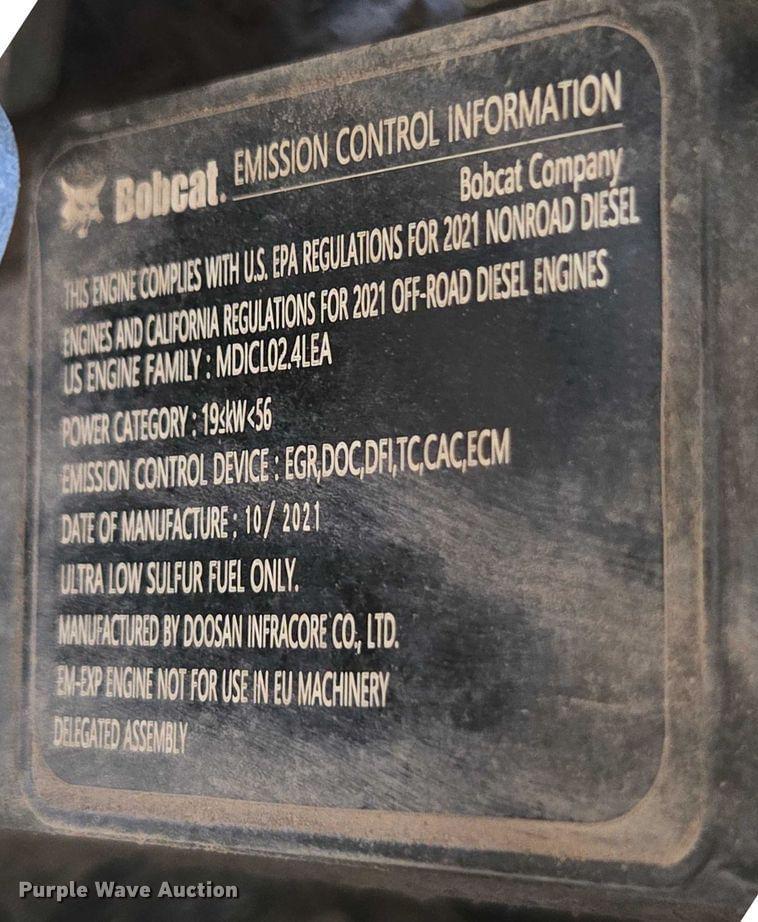 Bobcat. EMISSION CONTROL INFORMATION
Bobcat Company
THIS ENGINE COMPLIES WITH U.S. EPA REGULATIONS FOR 2021 NONROAD DIESEL
ENGINES AND CALIFORNIA REGULATIONS FOR 2021 OFF-ROAD DIESEL ENGINES
US ENGINE FAMILY : MDICL02.4LEA
POWER CATEGORY : 19≤kW<56
EMISSION CONTROL DEVICE : EGR,DOC,DFI,TC,CAC,ECM
DATE OF MANUFACTURE : 10/ 2021
ULTRA LOW SULFUR FUEL ONLY.
MANUFACTURED BY DOOSAN INFRACORE CO., LTD.
EM-EXP ENGINE NOT FOR USE IN EU MACHINERY
DELEGATED ASSEMBLY
Purple Wave Auction